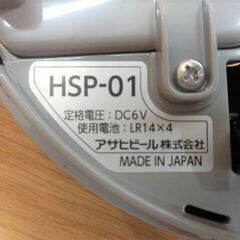 HSP-01
定格電圧：DC6V
使用電池：LR14×4
アサヒビール株式会社
MADE IN JAPAN